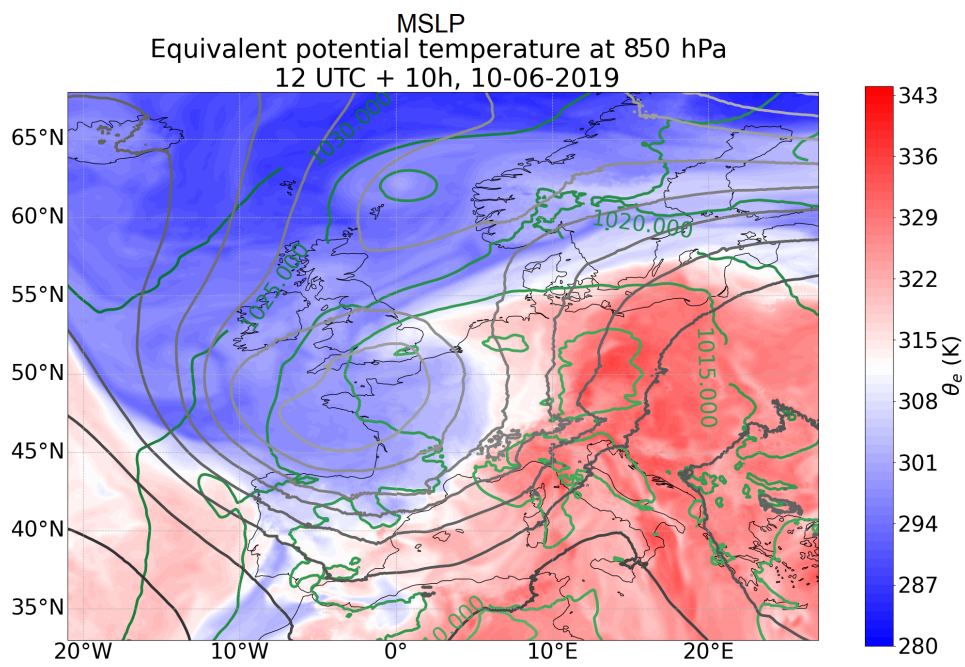 MSLP
Equivalent potential temperature at 850 hPa
12 UTC + 10h, 10-06-2019
65°N
60°N
55°N
50°N
45°N
40°N
35°N
20°W
10°W
0°
10°E
20°E
1030.000
1025.000
1020.000
1015.000
10.000
343
336
329
322
315
308
301
294
287
280
θe (K)